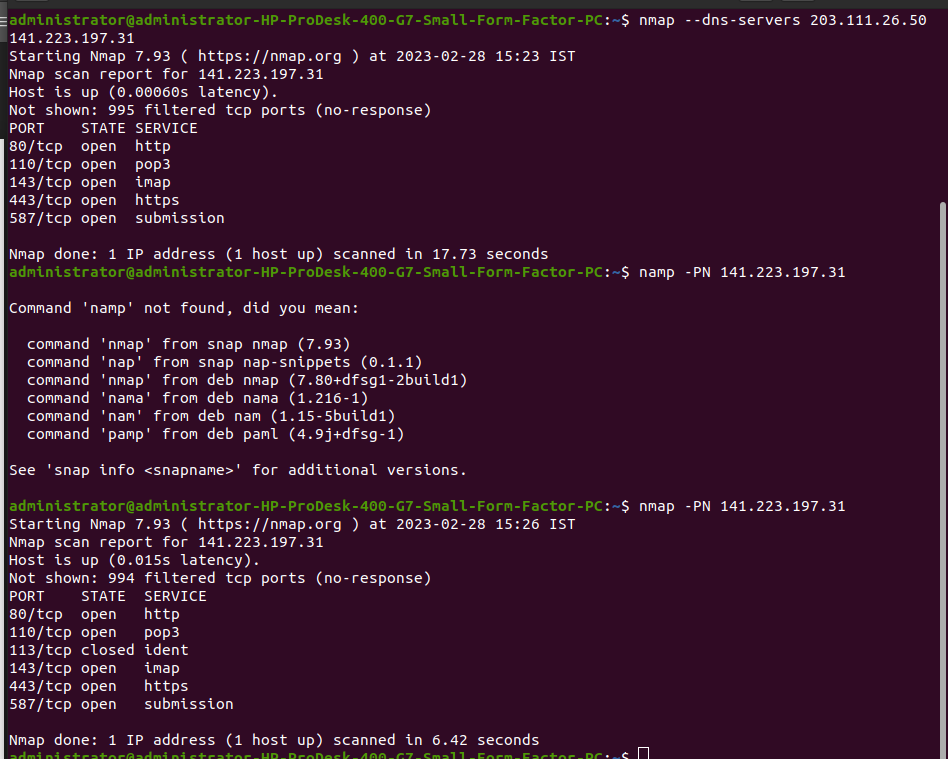 administrator@administrator-HP-ProDesk-400-G7-Small-Form-Factor-PC:~$ nmap --dns-servers 203.111.26.50
141.223.197.31
Starting Nmap 7.93 ( https://nmap.org ) at 2023-02-28 15:23 IST
Nmap scan report for 141.223.197.31
Host is up (0.00060s latency).
Not shown: 995 filtered tcp ports (no-response)
PORT    STATE SERVICE
80/tcp  open  http
110/tcp open  pop3
143/tcp open  imap
443/tcp open  https
587/tcp open  submission

Nmap done: 1 IP address (1 host up) scanned in 17.73 seconds
administrator@administrator-HP-ProDesk-400-G7-Small-Form-Factor-PC:~$ namp -PN 141.223.197.31

Command 'namp' not found, did you mean:

  command 'nmap' from snap nmap (7.93)
  command 'nap' from snap nap-snippets (0.1.1)
  command 'nmap' from deb nmap (7.80+dfsg1-2build1)
  command 'nama' from deb nama (1.216-1)
  command 'nam' from deb nam (1.15-5build1)
  command 'pamp' from deb paml (4.9j+dfsg-1)

See 'snap info <snapname>' for additional versions.

administrator@administrator-HP-ProDesk-400-G7-Small-Form-Factor-PC:~$ nmap -PN 141.223.197.31
Starting Nmap 7.93 ( https://nmap.org ) at 2023-02-28 15:26 IST
Nmap scan report for 141.223.197.31
Host is up (0.015s latency).
Not shown: 994 filtered tcp ports (no-response)
PORT    STATE  SERVICE
80/tcp  open   http
110/tcp open   pop3
113/tcp closed ident
143/tcp open   imap
443/tcp open   https
587/tcp open   submission

Nmap done: 1 IP address (1 host up) scanned in 6.42 seconds
administrator@administrator-HP-ProDesk-400-G7-Small-Form-Factor-PC:~$